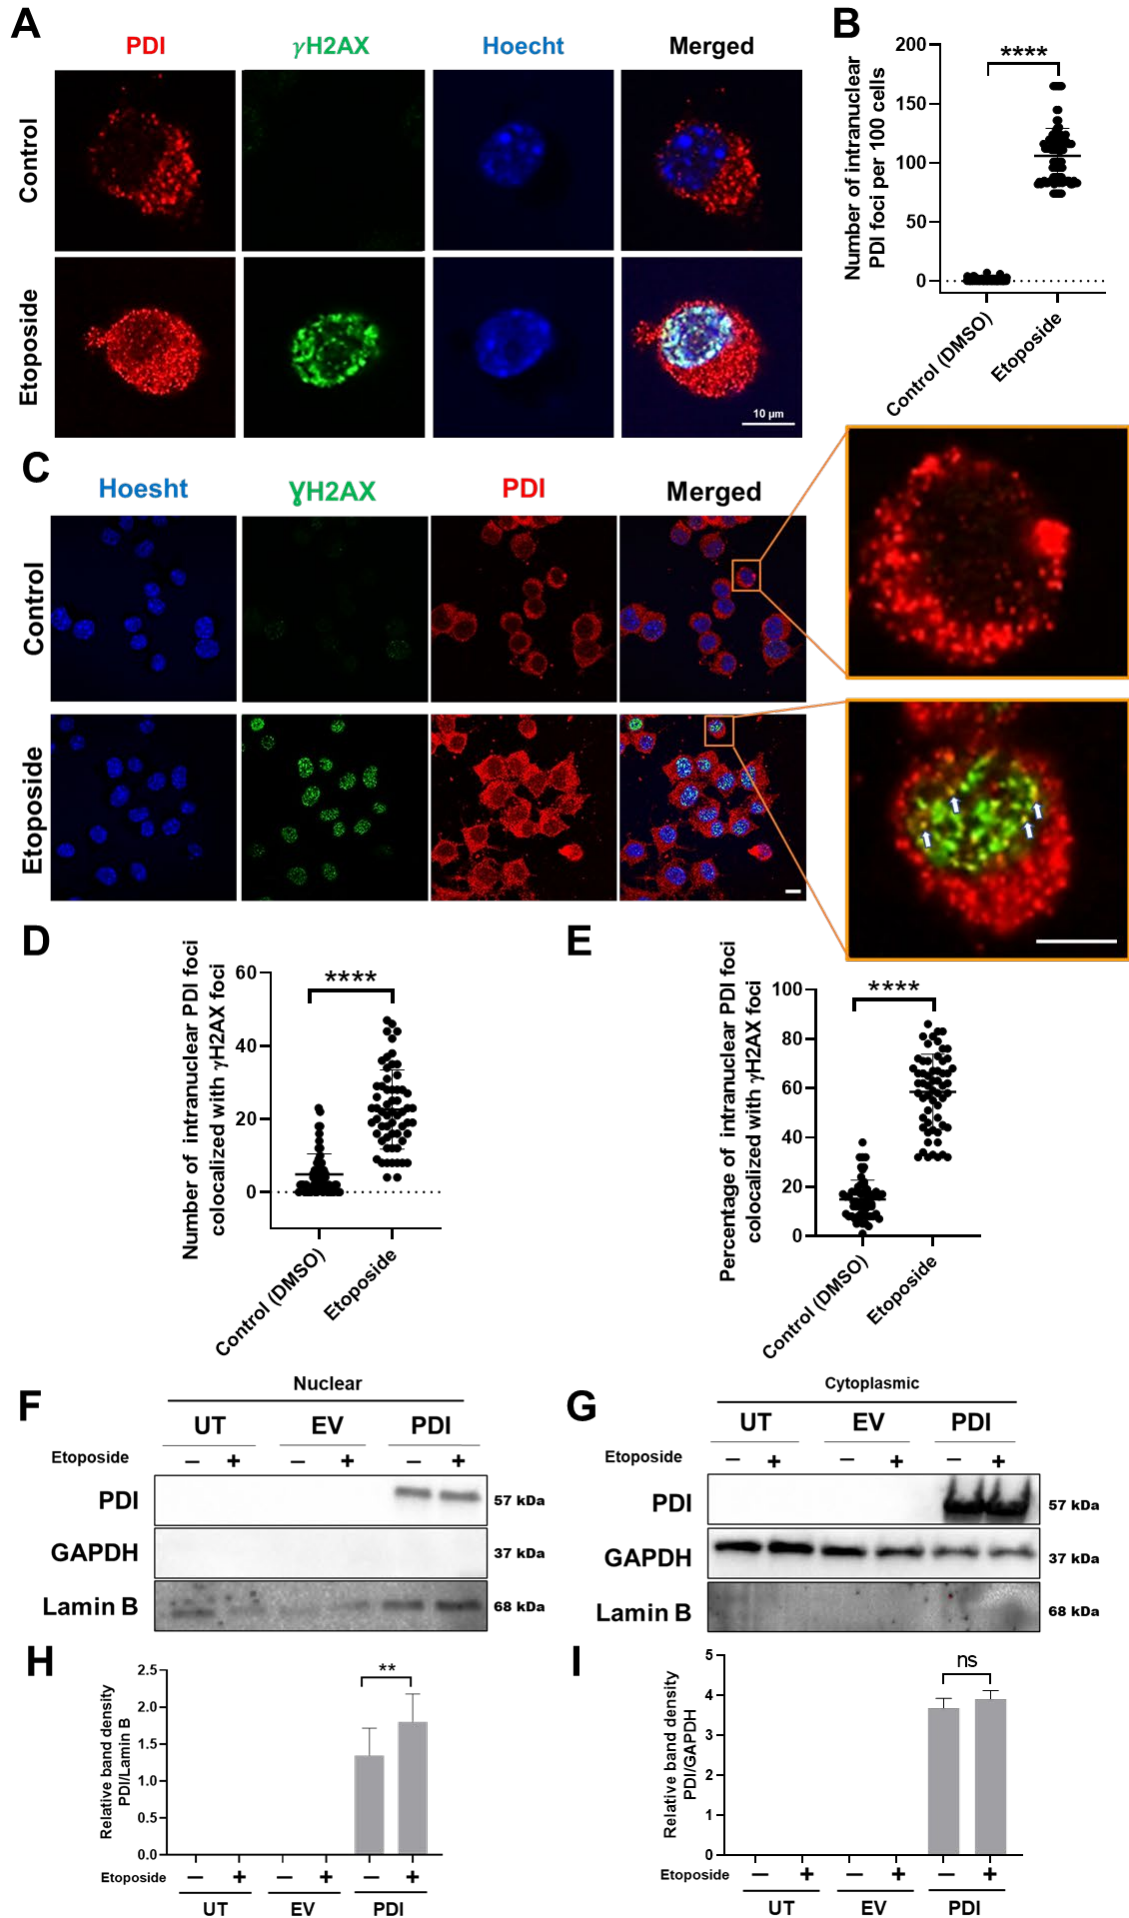 A
PDI
γH2AX
Hoecht
Merged
Control
Etoposide
10 µm
B
Number of intranuclear
PDI foci per 100 cells
200
150
100
50
0
****
Control (DMSO)
Etoposide
C
Hoesht
ɣH2AX
PDI
Merged
Control
Etoposide
D
Number of intranuclear PDI foci
colocalized with γH2AX foci
60
40
20
0
****
Control (DMSO)
Etoposide
E
Percentage of intranuclear PDI foci
colocalized with γH2AX foci
100
80
60
40
20
0
****
Control (DMSO)
Etoposide
F
Nuclear
UT EV PDI
Etoposide − + − + − +
PDI 57 kDa
GAPDH 37 kDa
Lamin B 68 kDa
G
Cytoplasmic
UT EV PDI
Etoposide − + − + − +
PDI 57 kDa
GAPDH 37 kDa
Lamin B 68 kDa
H
Relative band density
PDI/Lamin B
2.5
2.0
1.5
1.0
0.5
0.0
**
Etoposide − + − + − +
UT EV PDI
I
Relative band density
PDI/GAPDH
5
4
3
2
1
0
ns
Etoposide − + − + − +
UT EV PDI